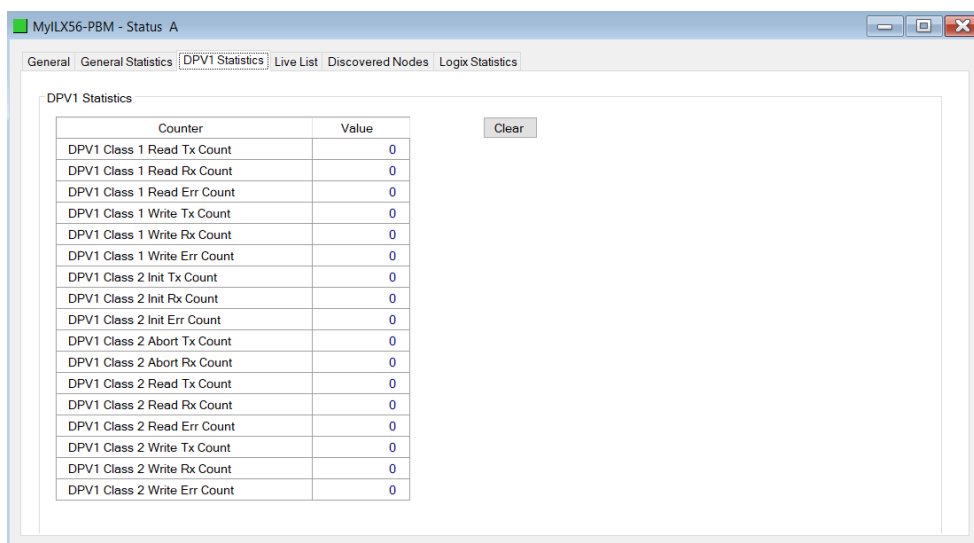 MyILX56-PBM - Status A
General General Statistics DPV1 Statistics Live List Discovered Nodes Logix Statistics
DPV1 Statistics
Counter Value Clear
DPV1 Class 1 Read Tx Count 0
DPV1 Class 1 Read Rx Count 0
DPV1 Class 1 Read Err Count 0
DPV1 Class 1 Write Tx Count 0
DPV1 Class 1 Write Rx Count 0
DPV1 Class 1 Write Err Count 0
DPV1 Class 2 Init Tx Count 0
DPV1 Class 2 Init Rx Count 0
DPV1 Class 2 Init Err Count 0
DPV1 Class 2 Abort Tx Count 0
DPV1 Class 2 Abort Rx Count 0
DPV1 Class 2 Read Tx Count 0
DPV1 Class 2 Read Rx Count 0
DPV1 Class 2 Read Err Count 0
DPV1 Class 2 Write Tx Count 0
DPV1 Class 2 Write Rx Count 0
DPV1 Class 2 Write Err Count 0